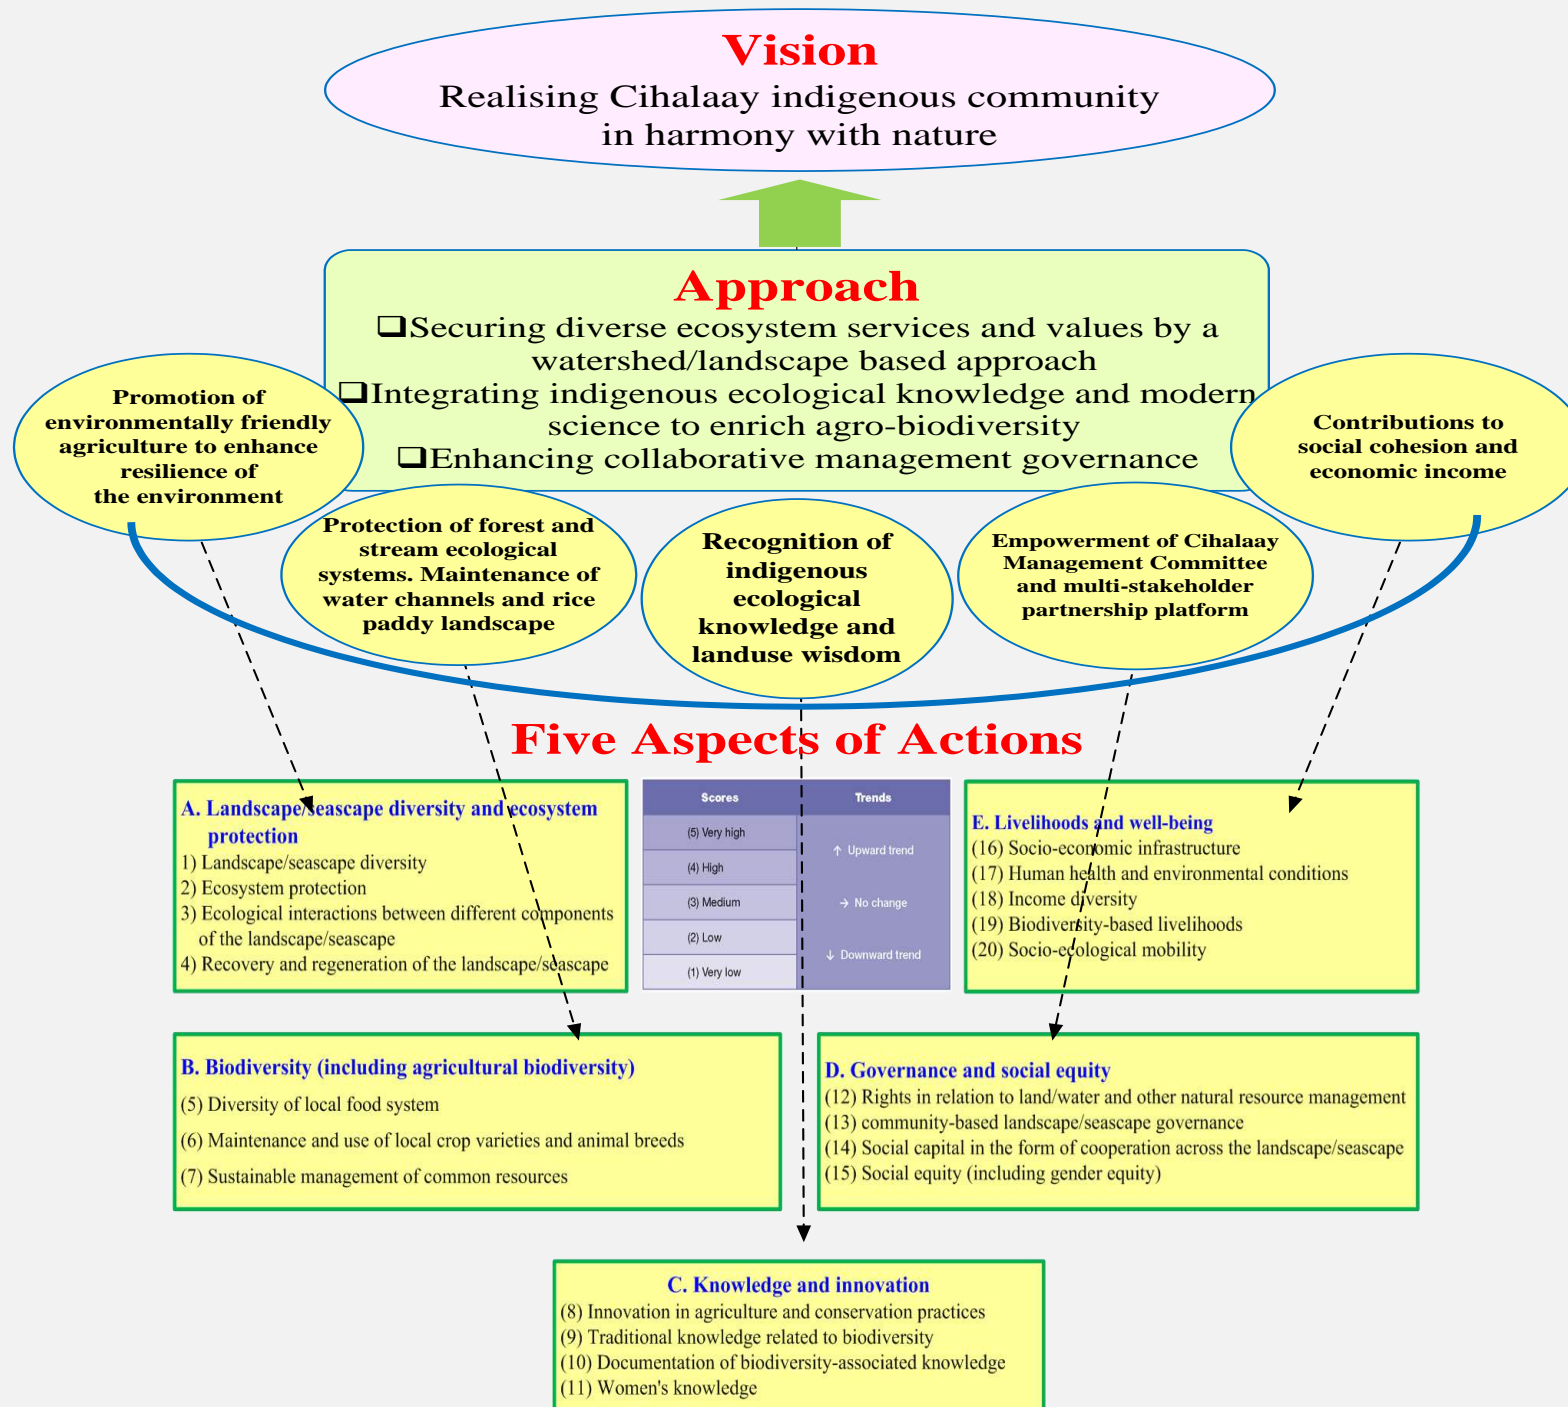 Vision
Realising Cihalaay indigenous community
in harmony with nature
Approach
❑Securing diverse ecosystem services and values by a
watershed/landscape based approach
❑Integrating indigenous ecological knowledge and modern
science to enrich agro-biodiversity
❑Enhancing collaborative management governance
Promotion of
environmentally friendly
agriculture to enhance
resilience of
the environment
Protection of forest and
stream ecological
systems. Maintenance of
water channels and rice
paddy landscape
Recognition of
indigenous
ecological
knowledge and
landuse wisdom
Empowerment of Cihalaay
Management Committee
and multi-stakeholder
partnership platform
Contributions to
social cohesion and
economic income
Five Aspects of Actions
A. Landscape/seascape diversity and ecosystem
protection
1) Landscape/seascape diversity
2) Ecosystem protection
3) Ecological interactions between different components
of the landscape/seascape
4) Recovery and regeneration of the landscape/seascape
Scores
Trends
(5) Very high
(4) High
(3) Medium
(2) Low
(1) Very low
↑ Upward trend
→ No change
↓ Downward trend
E. Livelihoods and well-being
(16) Socio-economic infrastructure
(17) Human health and environmental conditions
(18) Income diversity
(19) Biodiversity-based livelihoods
(20) Socio-ecological mobility
B. Biodiversity (including agricultural biodiversity)
(5) Diversity of local food system
(6) Maintenance and use of local crop varieties and animal breeds
(7) Sustainable management of common resources
D. Governance and social equity
(12) Rights in relation to land/water and other natural resource management
(13) community-based landscape/seascape governance
(14) Social capital in the form of cooperation across the landscape/seascape
(15) Social equity (including gender equity)
C. Knowledge and innovation
(8) Innovation in agriculture and conservation practices
(9) Traditional knowledge related to biodiversity
(10) Documentation of biodiversity-associated knowledge
(11) Women's knowledge